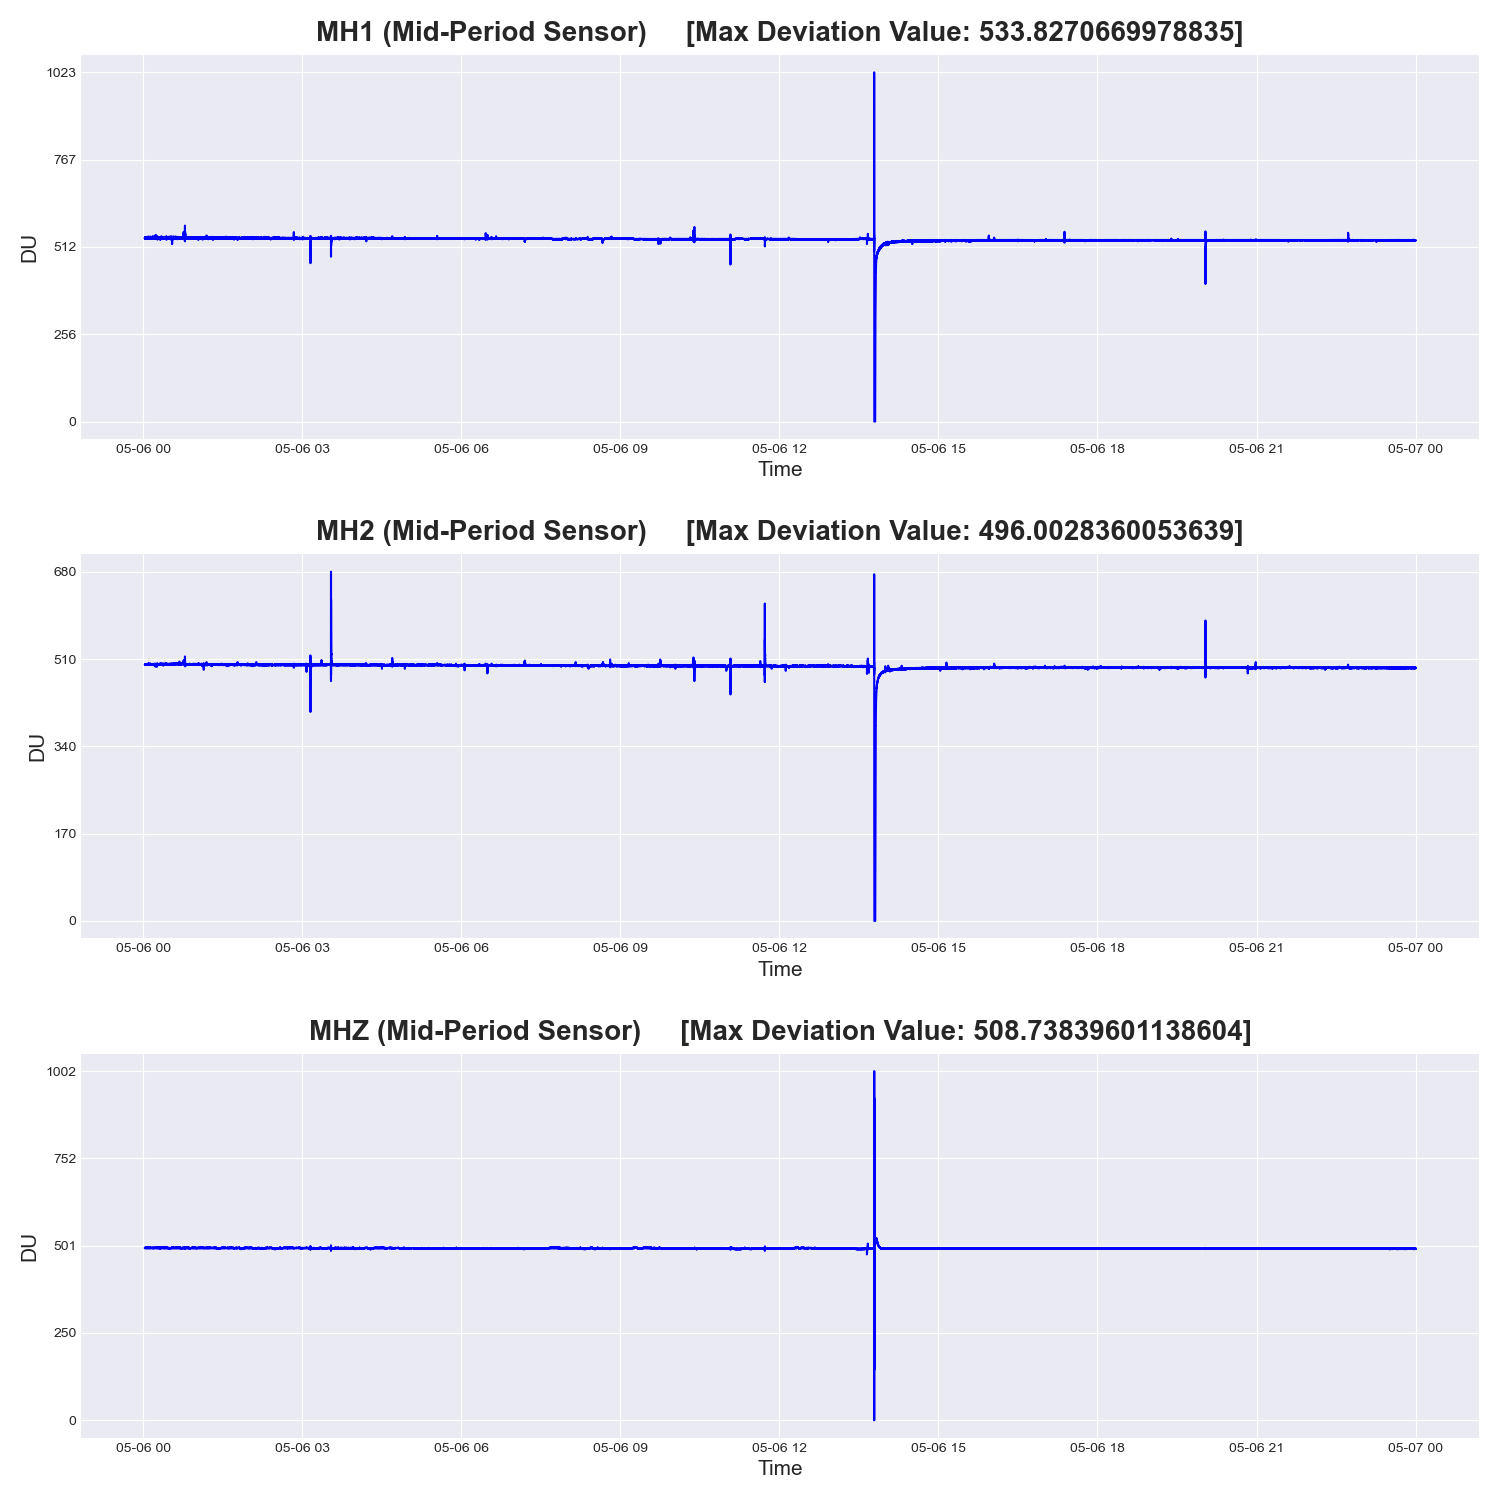 MH1 (Mid-Period Sensor) [Max Deviation Value: 533.8270669978835]
1023
767
512
256
0
DU
05-06 00 05-06 03 05-06 06 05-06 09 05-06 12 05-06 15 05-06 18 05-06 21 05-07 00
Time
MH2 (Mid-Period Sensor) [Max Deviation Value: 496.0028360053639]
680
510
340
170
0
DU
05-06 00 05-06 03 05-06 06 05-06 09 05-06 12 05-06 15 05-06 18 05-06 21 05-07 00
Time
MHZ (Mid-Period Sensor) [Max Deviation Value: 508.73839601138604]
1002
752
501
250
0
DU
05-06 00 05-06 03 05-06 06 05-06 09 05-06 12 05-06 15 05-06 18 05-06 21 05-07 00
Time